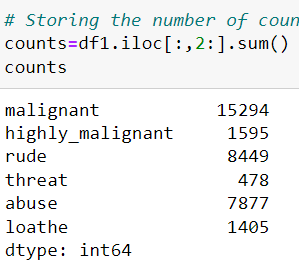 # Storing the number of coun
counts=df1.iloc[:,2:].sum()
counts
malignant 15294
highly_malignant 1595
rude 8449
threat 478
abuse 7877
loathe 1405
dtype: int64